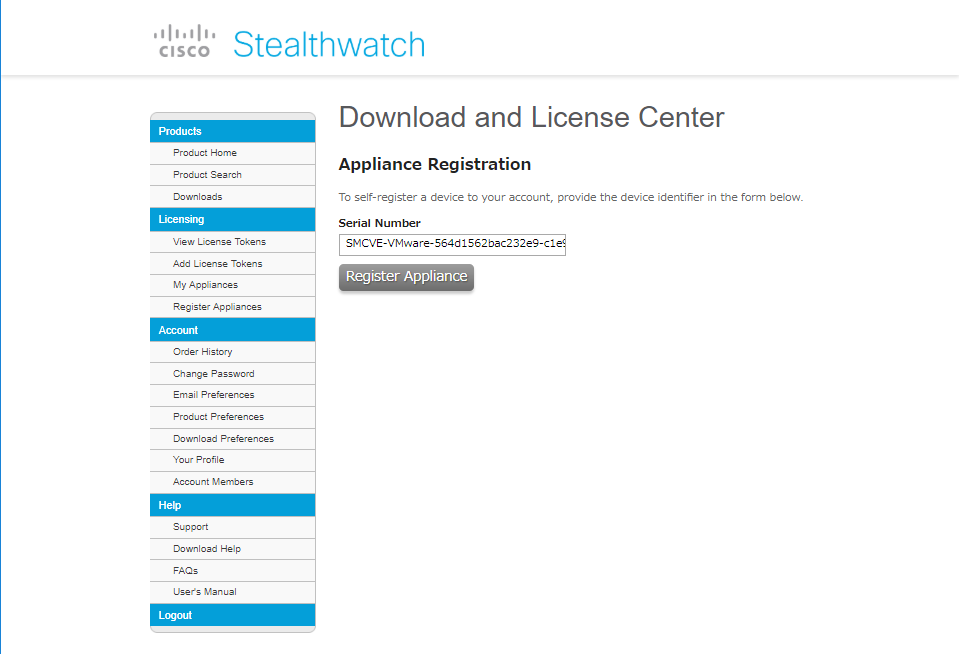 CISCO Stealthwatch
Products
Product Home
Product Search
Downloads
Licensing
View License Tokens
Add License Tokens
My Appliances
Register Appliances
Account
Order History
Change Password
Email Preferences
Product Preferences
Download Preferences
Your Profile
Account Members
Help
Support
Download Help
FAQs
User's Manual
Logout
Download and License Center
Appliance Registration
To self-register a device to your account, provide the device identifier in the form below.
Serial Number
SMCVE-VMware-564d1562bac232e9-c1e9
Register Appliance